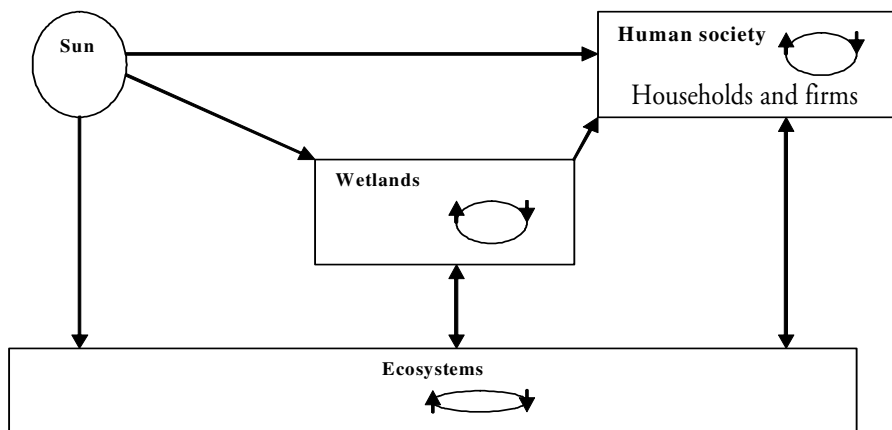 Sun
Human society
Households and firms
Wetlands
Ecosystems